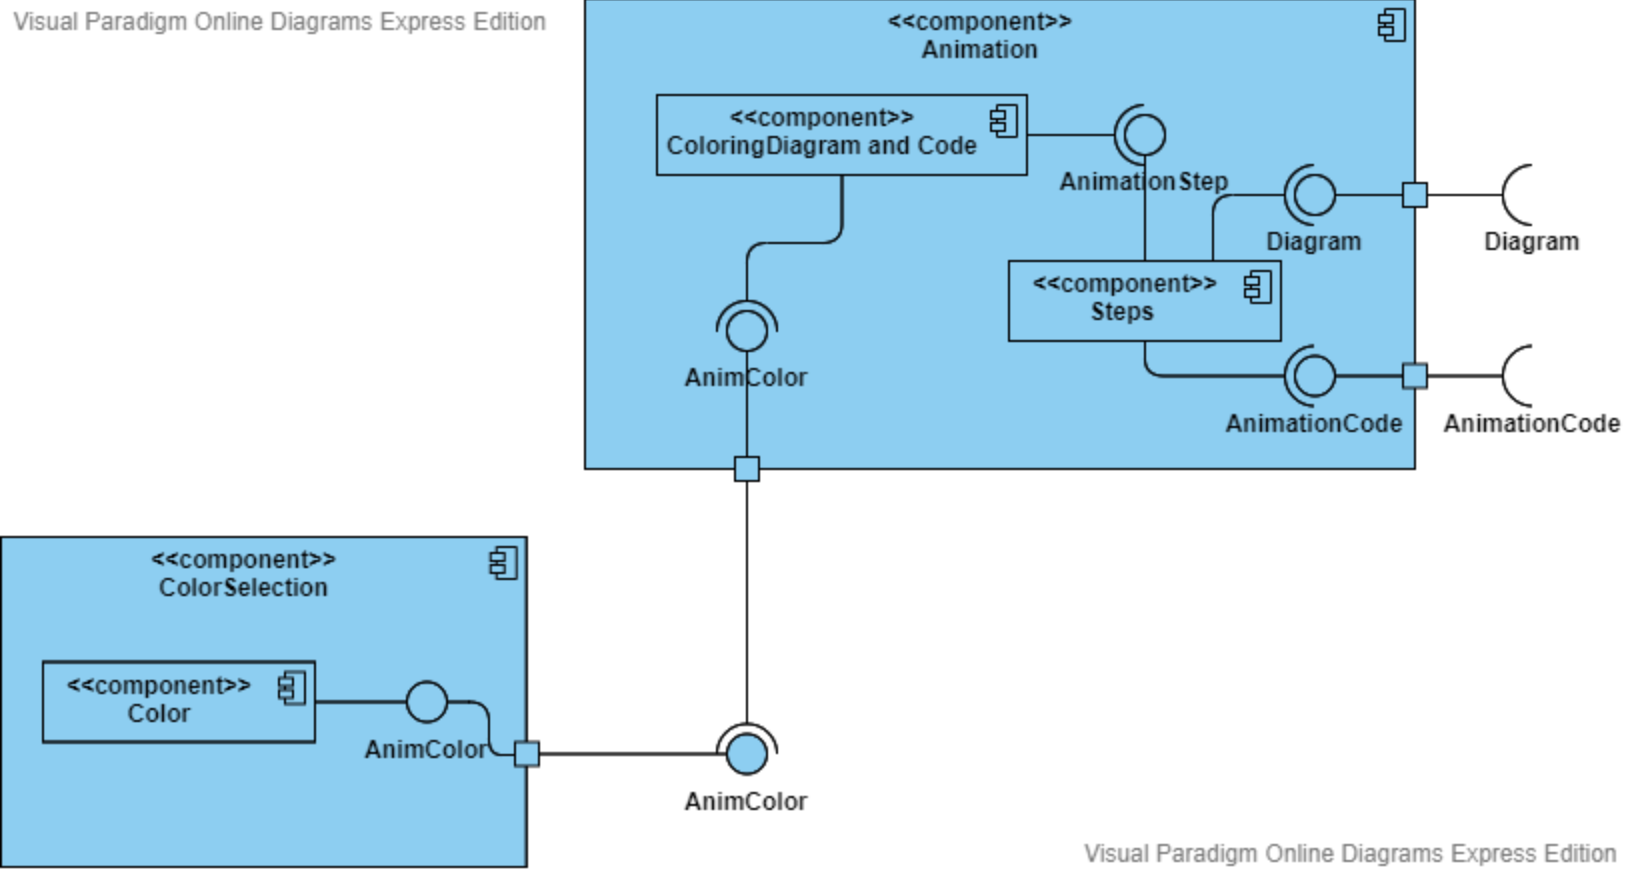 Visual Paradigm Online Diagrams Express Edition
<<component>>
Animation
<<component>>
ColoringDiagram and Code
AnimationStep
Diagram
Diagram
<<component>>
Steps
AnimColor
AnimationCode
AnimationCode
<<component>>
ColorSelection
<<component>>
Color
AnimColor
AnimColor
Visual Paradigm Online Diagrams Express Edition